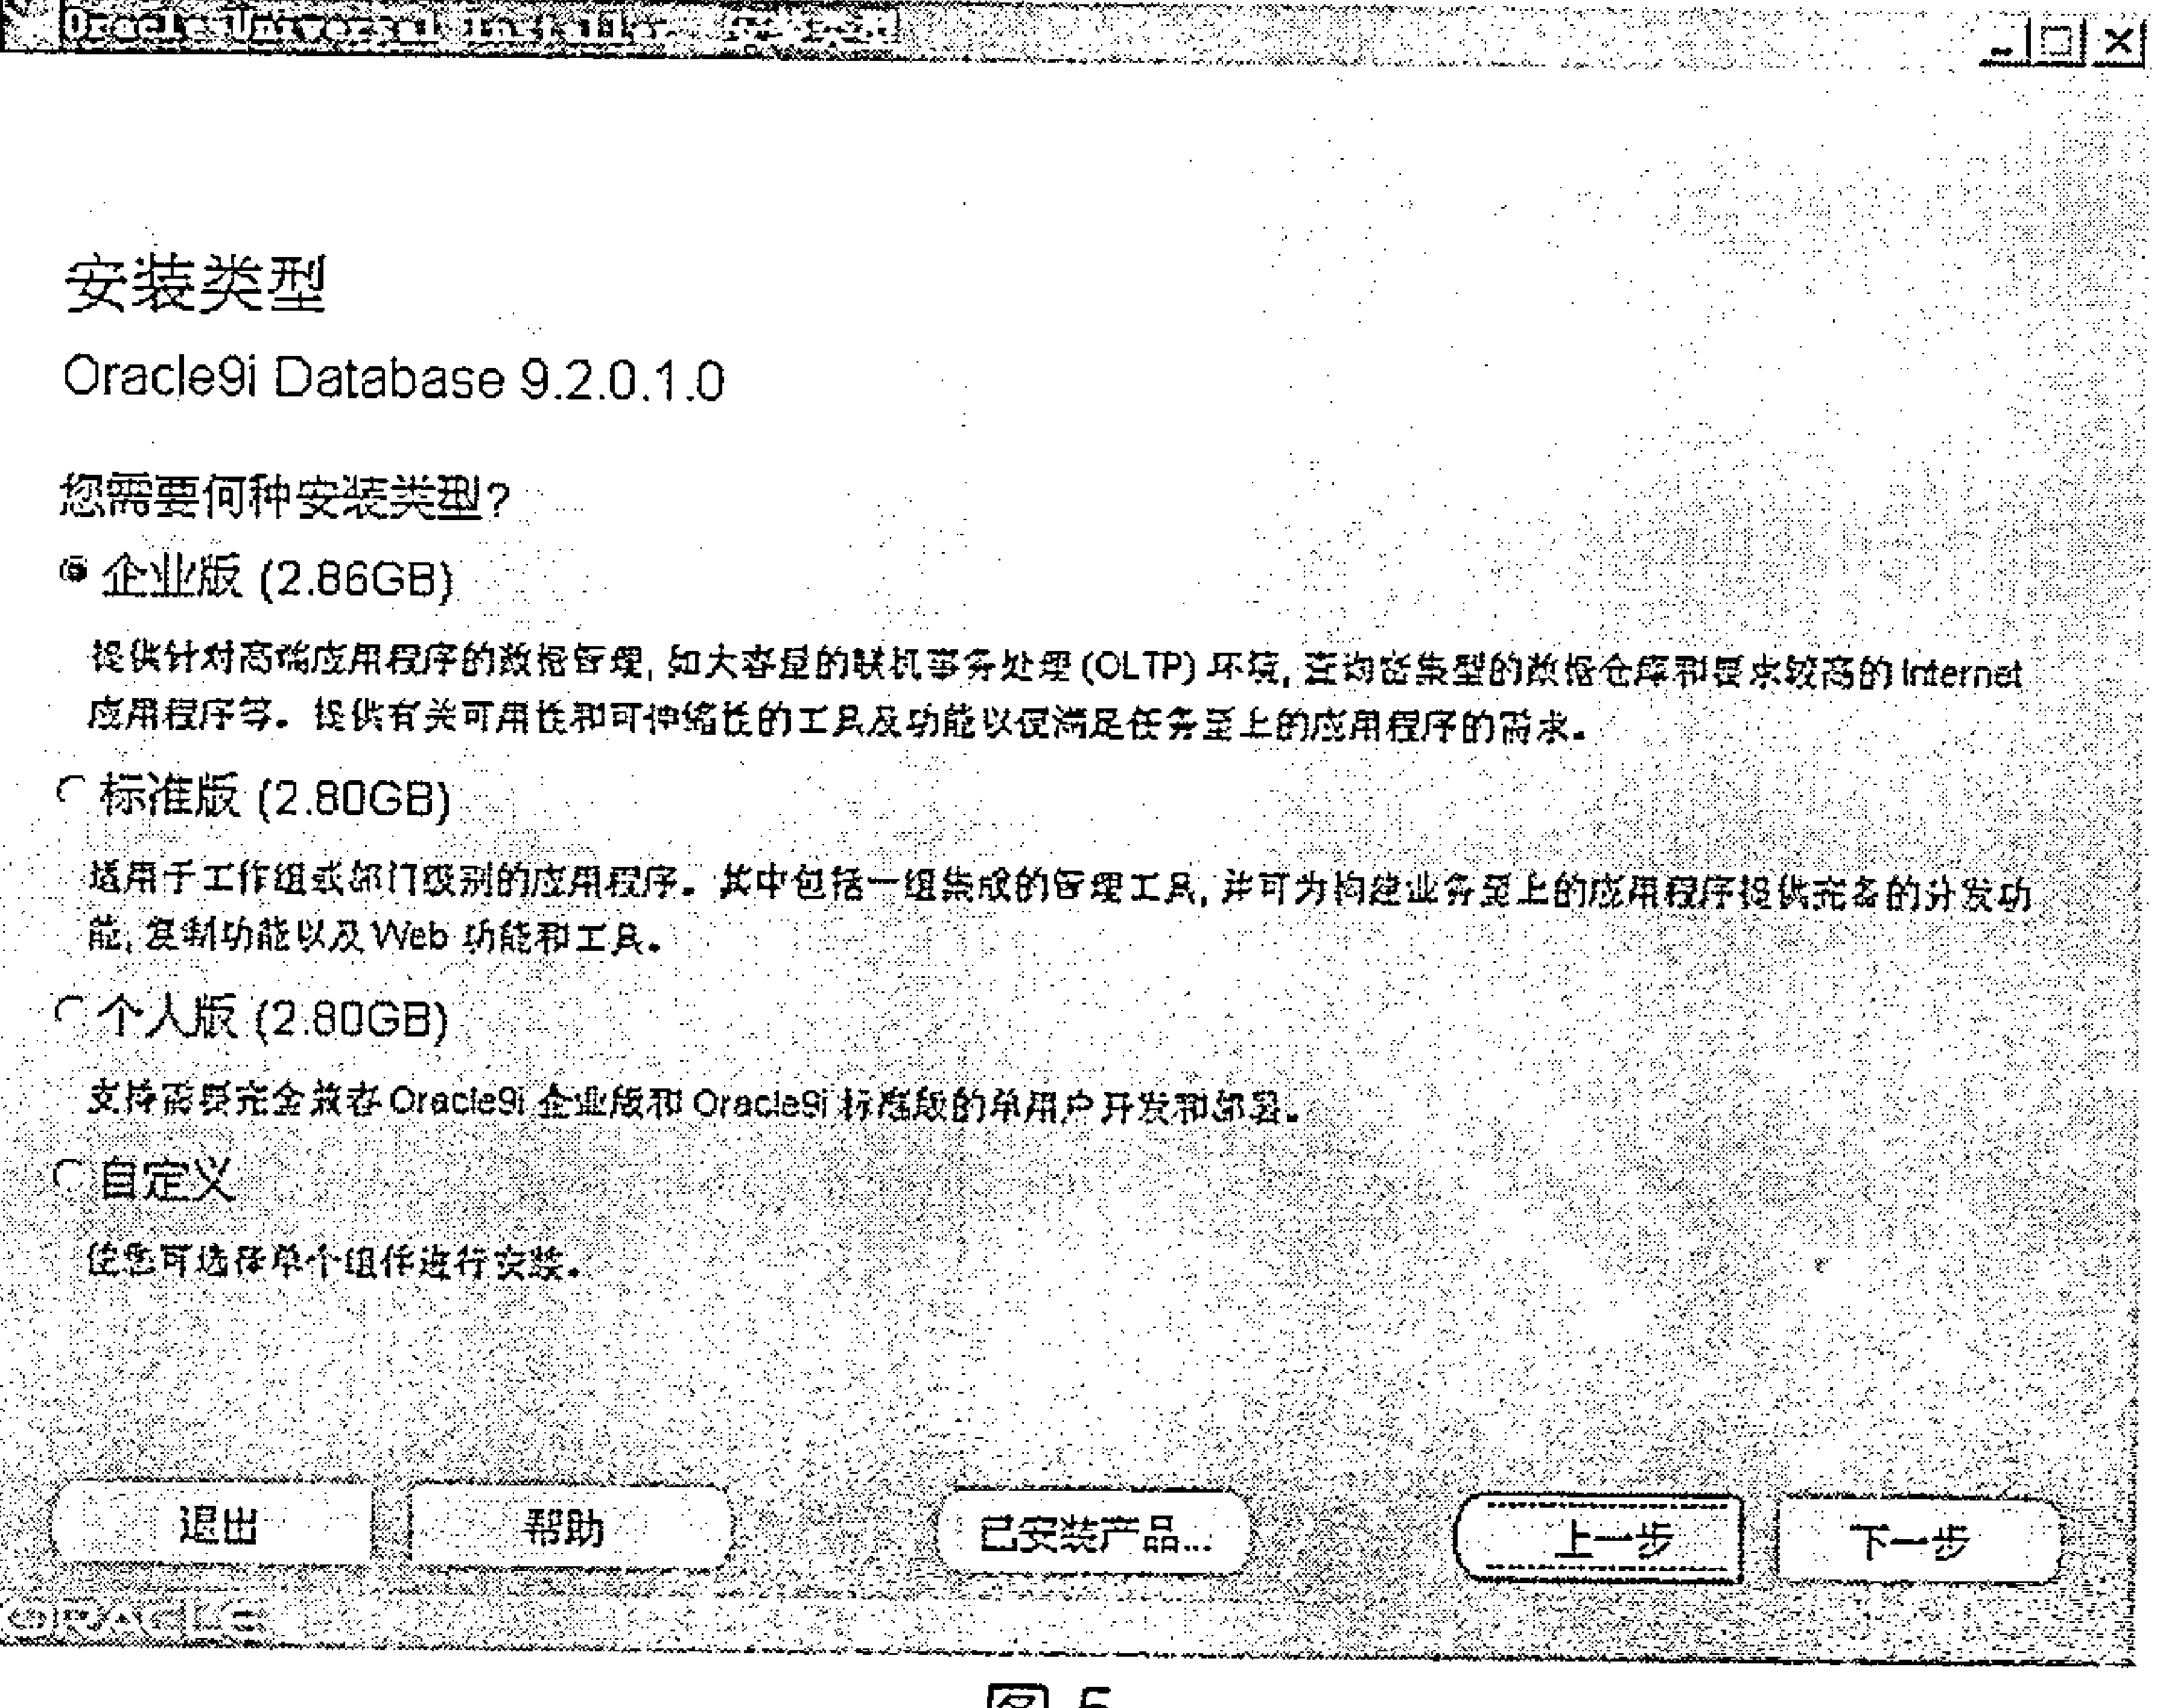 Oracle Universal Installer: 安装类型
安装类型
Oracle9i Database 9.2.0.1.0
您需要何种安装类型?
企业版 (2.86GB)
提供针对高端应用程序的数据管理, 如大容量的联机事务处理 (OLTP) 环境, 查询密集型的数据仓库和要求较高的 Internet
应用程序等。提供有关可用性和可伸缩性的工具及功能以便满足任务至上的应用程序的需求。
标准版 (2.80GB)
适用于工作组或部门级别的应用程序。其中包括一组集成的管理工具, 并可为构建业务至上的应用程序提供完备的分发功
能, 复制功能以及 Web 功能和工具。
个人版 (2.80GB)
支持需要完全兼容 Oracle9i 企业版和 Oracle9i 标准版的单用户开发和部署。
自定义
使您可选择单个组件进行安装。
退出
帮助
已安装产品...
上一步
下一步
ORACLE
图 5